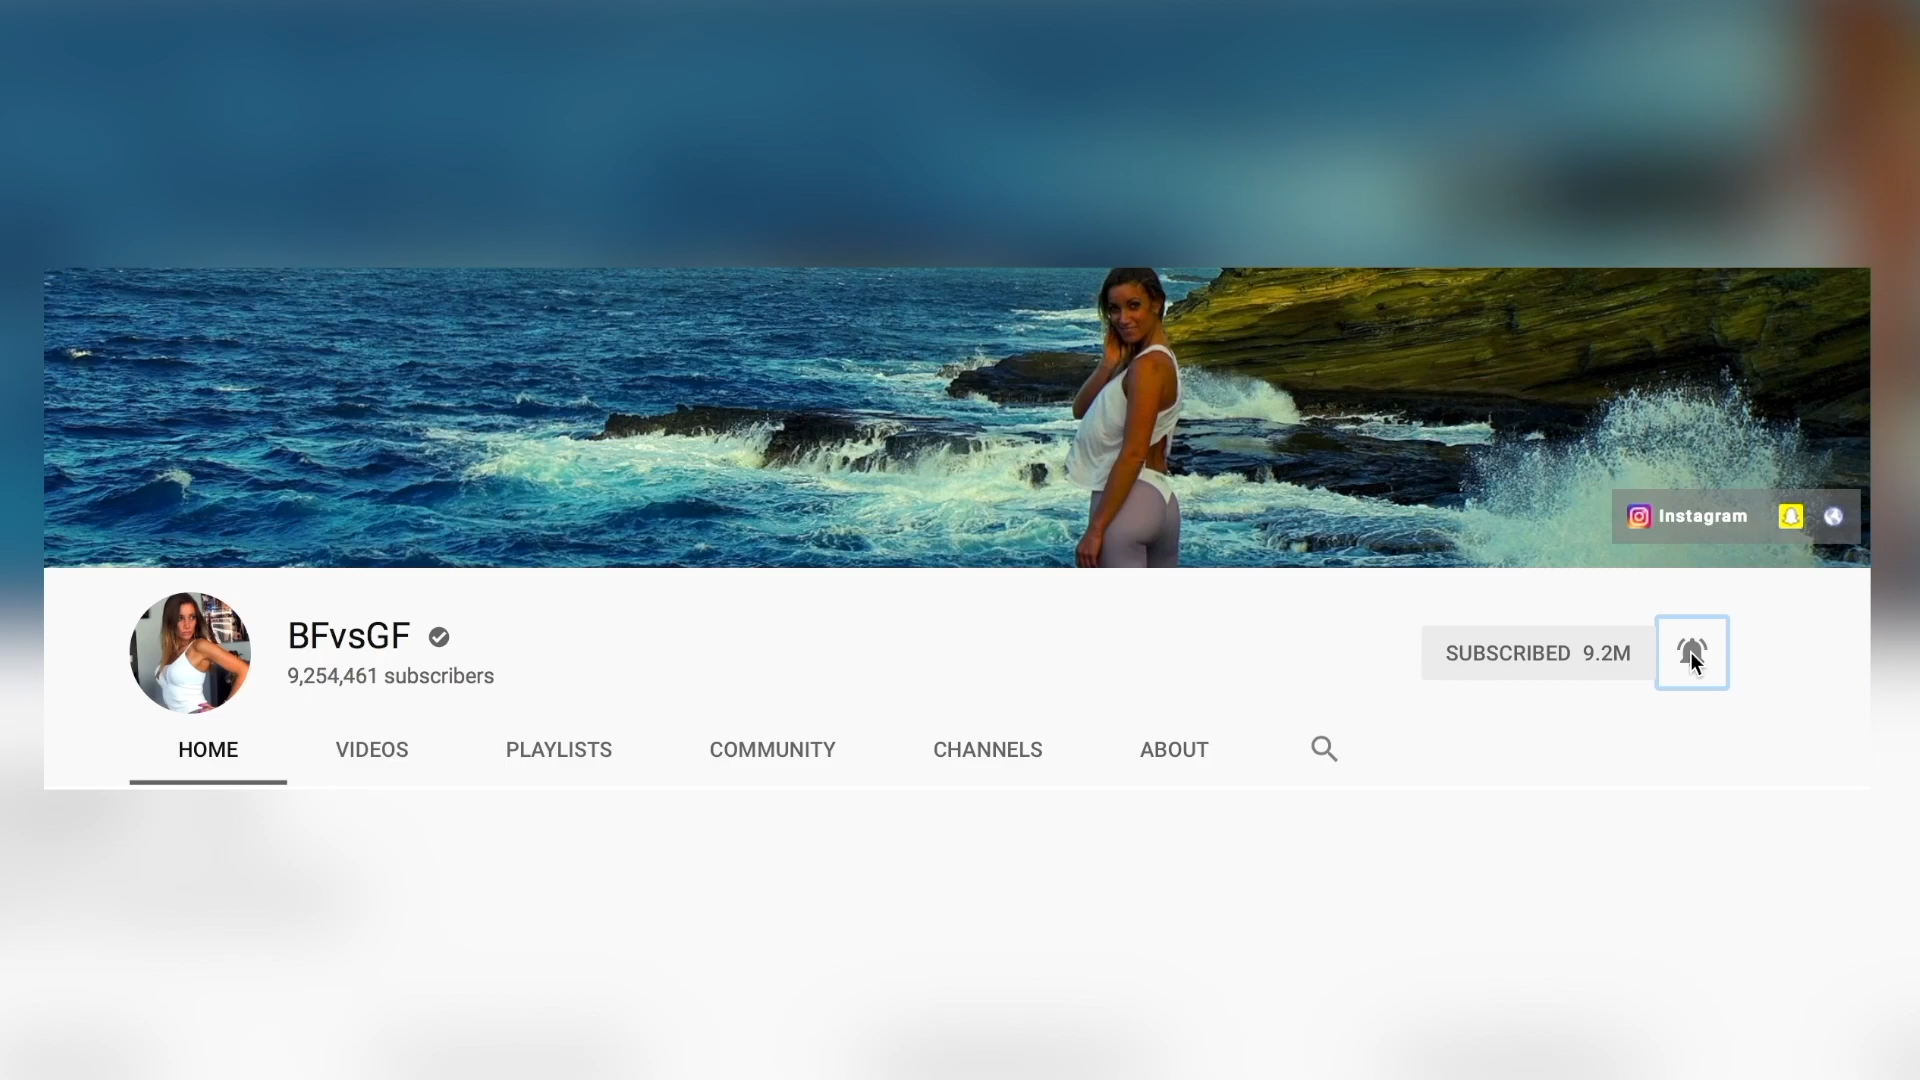 Instagram
BFvsGF
9,254,461 subscribers
SUBSCRIBED 9.2M
HOME VIDEOS PLAYLISTS COMMUNITY CHANNELS ABOUT